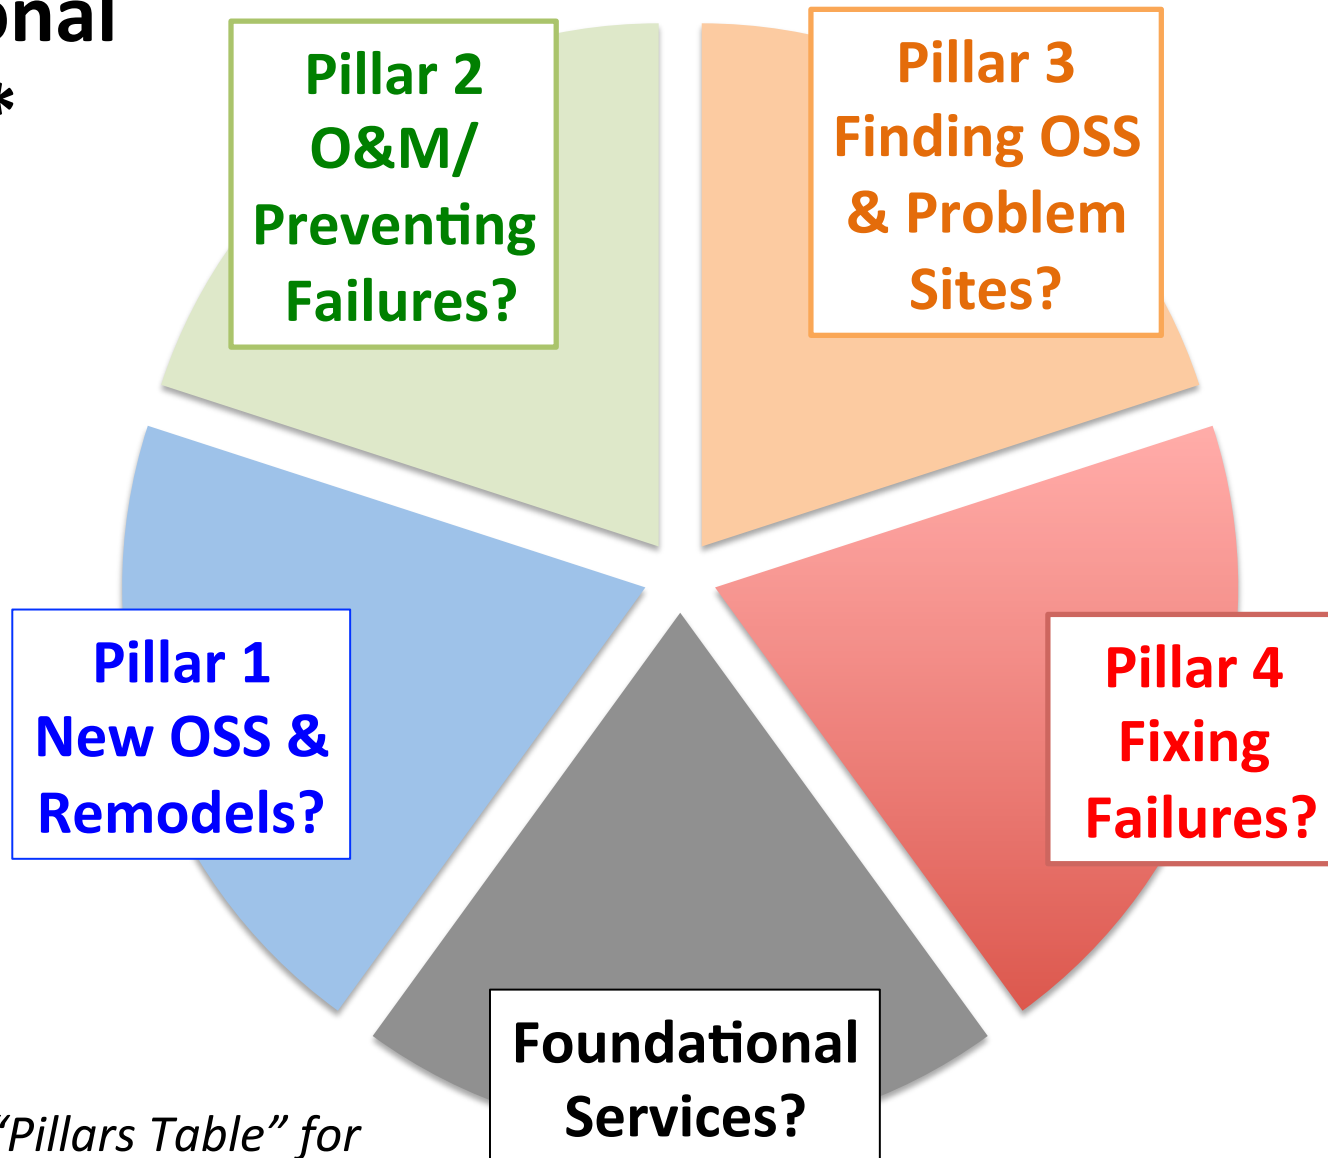 Pillar 2
O&M/
Preventing
Failures?
Pillar 3
Finding OSS
& Problem
Sites?
Pillar 1
New OSS &
Remodels?
Pillar 4
Fixing
Failures?
Foundational
Services?
“Pillars Table” for